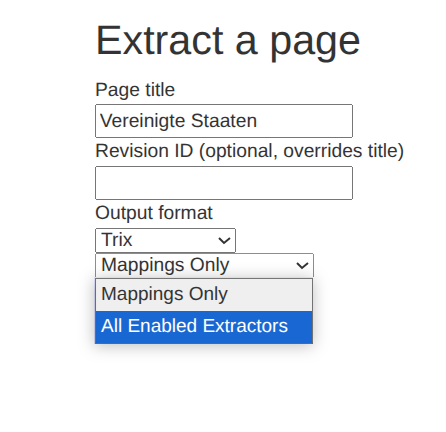 Extract a page
Page title
Vereinigte Staaten
Revision ID (optional, overrides title)
Output format
Trix
Mappings Only
Mappings Only
All Enabled Extractors